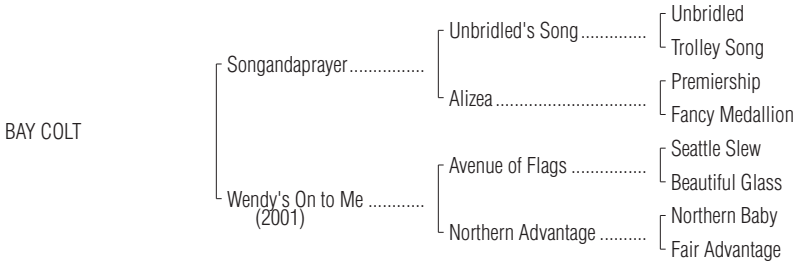 Unbridled
Unbridled's Song..............
Trolley Song
Songandaprayer................
Premiership
Alizea................................
Fancy Medallion
BAY COLT
Seattle Slew
Avenue of Flags ................
Beautiful Glass
Wendy's On to Me ............
(2001)
Northern Baby
Northern Advantage ..........
Fair Advantage